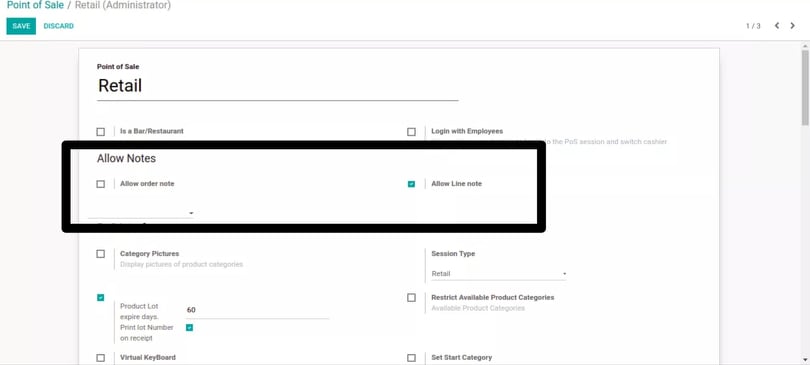 Point of Sale / Retail (Administrator)
SAVE DISCARD 1 / 3
Point of Sale
Retail
Is a Bar/Restaurant Login with Employees
to the PoS session and switch cashier
Allow Notes
Allow order note Allow Line note
Category Pictures Session Type
Display pictures of product categories
Retail
Restrict Available Product Categories
Product Lot 60 Available Product Categories
expire days.
Print lot Number
on receipt
Virtual KeyBoard Set Start Category